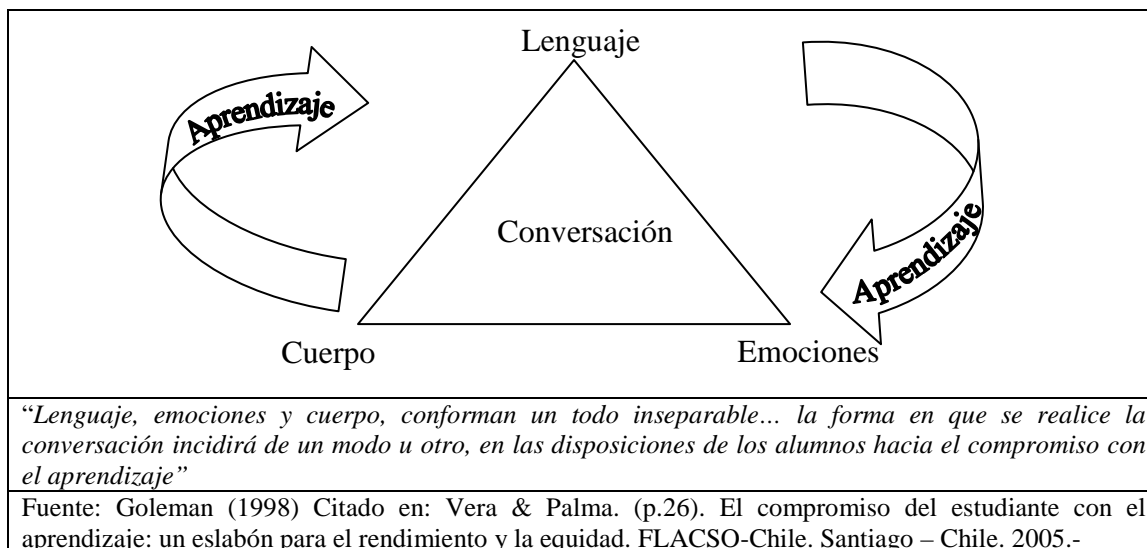 Lenguaje
Aprendizaje
Conversación
Aprendizaje
Cuerpo
Emociones
“Lenguaje, emociones y cuerpo, conforman un todo inseparable… la forma en que se realice la
conversación incidirá de un modo u otro, en las disposiciones de los alumnos hacia el compromiso con
el aprendizaje”
Fuente: Goleman (1998) Citado en: Vera & Palma. (p.26). El compromiso del estudiante con el
aprendizaje: un eslabón para el rendimiento y la equidad. FLACSO-Chile. Santiago – Chile. 2005.-